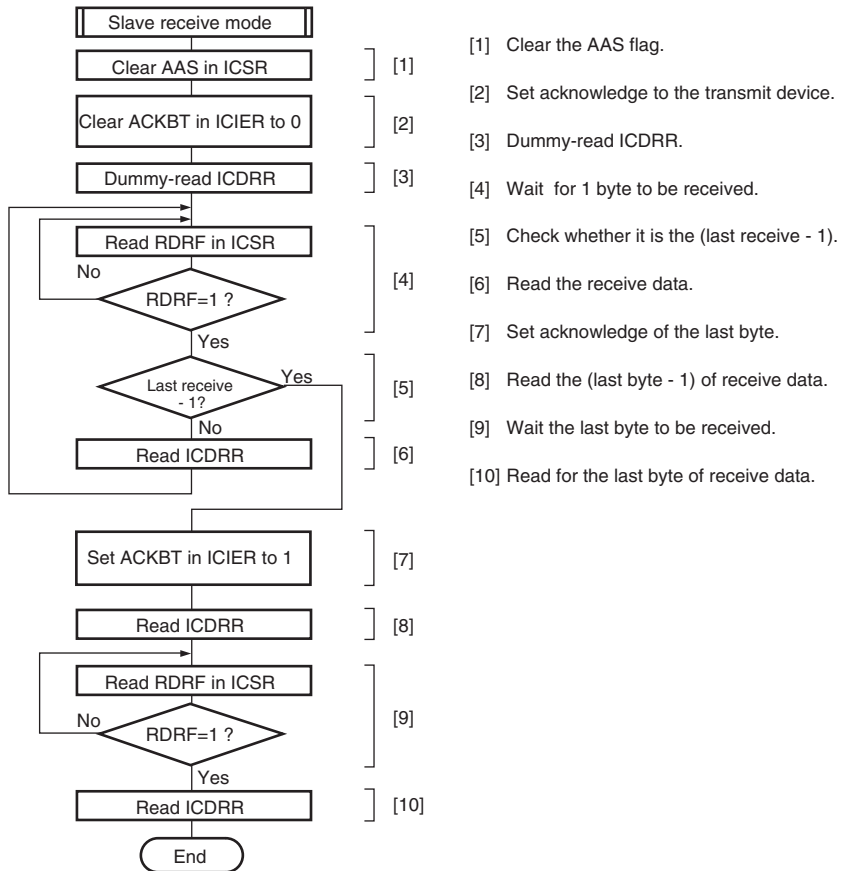 Slave receive mode
Clear AAS in ICSR
[1]
Clear ACKBT in ICIER to 0
[2]
Dummy-read ICDRR
[3]
Read RDRF in ICSR
No
RDRF=1 ?
[4]
Yes
Last receive
- 1?
Yes
[5]
No
Read ICDRR
[6]
Set ACKBT in ICIER to 1
[7]
Read ICDRR
[8]
Read RDRF in ICSR
No
RDRF=1 ?
[9]
Yes
Read ICDRR
[10]
End
[1] Clear the AAS flag.
[2] Set acknowledge to the transmit device.
[3] Dummy-read ICDRR.
[4] Wait for 1 byte to be received.
[5] Check whether it is the (last receive - 1).
[6] Read the receive data.
[7] Set acknowledge of the last byte.
[8] Read the (last byte - 1) of receive data.
[9] Wait the last byte to be received.
[10] Read for the last byte of receive data.